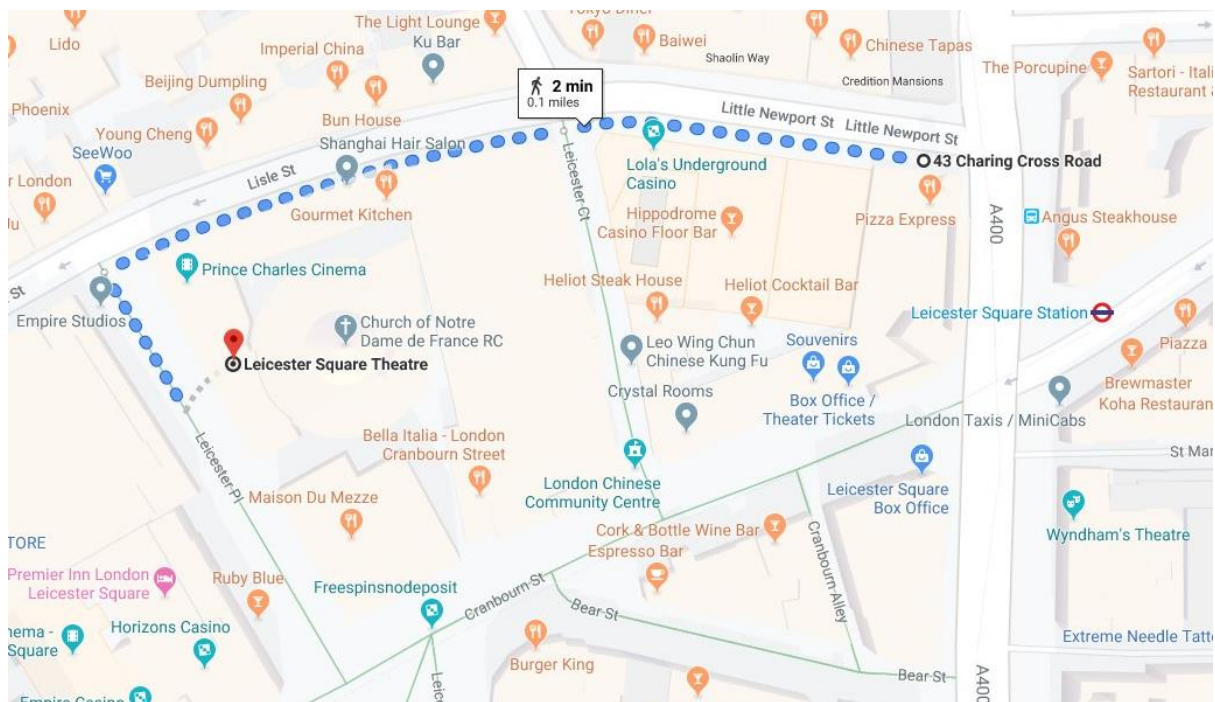 Lido
The Light Lounge
Ku Bar
Tokyo Diner
Baiwei
Shaolin Way
Chinese Tapas
Credition Mansions
The Porcupine
Sartori - Itali
Restaurant &
Imperial China
Beijing Dumpling
Phoenix
Young Cheng
Bun House
2 min
0.1 miles
Little Newport St
Little Newport St
SeeWoo
Shanghai Hair Salon
Lisle St
Leicester Ct
Lola's Underground
Casino
43 Charing Cross Road
r London
Ju
Gourmet Kitchen
Hippodrome
Casino Floor Bar
Pizza Express
A400
Angus Steakhouse
Prince Charles Cinema
Heliot Steak House
Heliot Cocktail Bar
St
Empire Studios
Church of Notre
Dame de France RC
Leicester Square Station
Leicester Square Theatre
Leo Wing Chun
Chinese Kung Fu
Souvenirs
Piazza
Crystal Rooms
Box Office /
Theater Tickets
Brewmaster
Koha Restauran
London Taxis / MiniCabs
Bella Italia - London
Cranbourn Street
Leicester Pl
St Mar
London Chinese
Community Centre
Leicester Square
Box Office
Maison Du Mezze
Cork & Bottle Wine Bar
Espresso Bar
Cranbourn Alley
Wyndham's Theatre
TORE
Premier Inn London
Leicester Square
Ruby Blue
Freespinsnodeposit
Cranbourn St
Bear St
nema -
Square
Horizons Casino
Burger King
Leice
Bear St
A400
Extreme Needle Tatt
Empire Casino